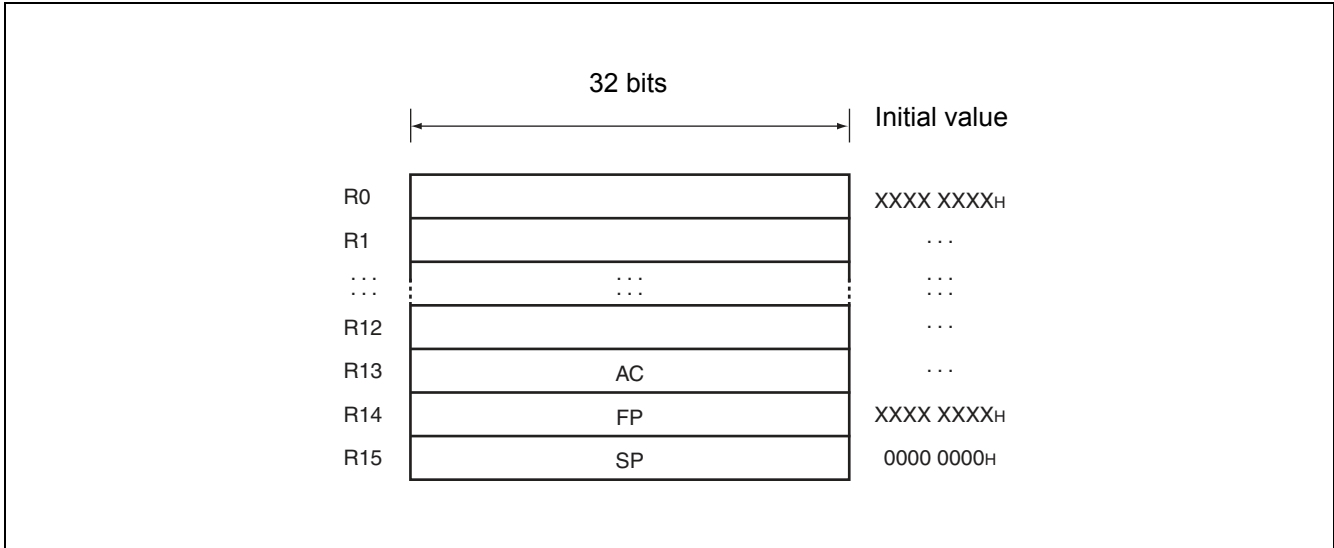 32 bits
Initial value
R0 XXXX XXXXH
R1 . . .
. . . . . . . . .
. . . . . . . . .
R12 . . .
R13 AC . . .
R14 FP XXXX XXXXH
R15 SP 0000 0000H